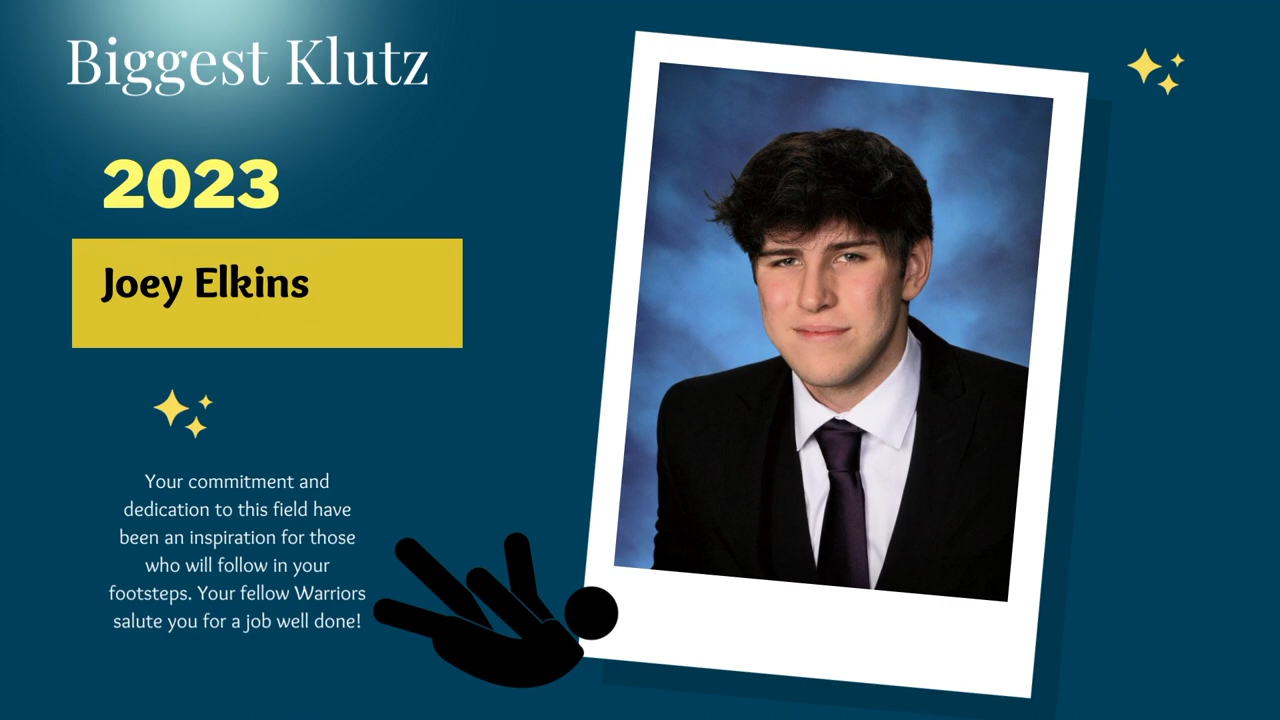 Biggest Klutz
2023
Joey Elkins
Your commitment and
dedication to this field have
been an inspiration for those
who will follow in your
footsteps. Your fellow Warriors
salute you for a job well done!